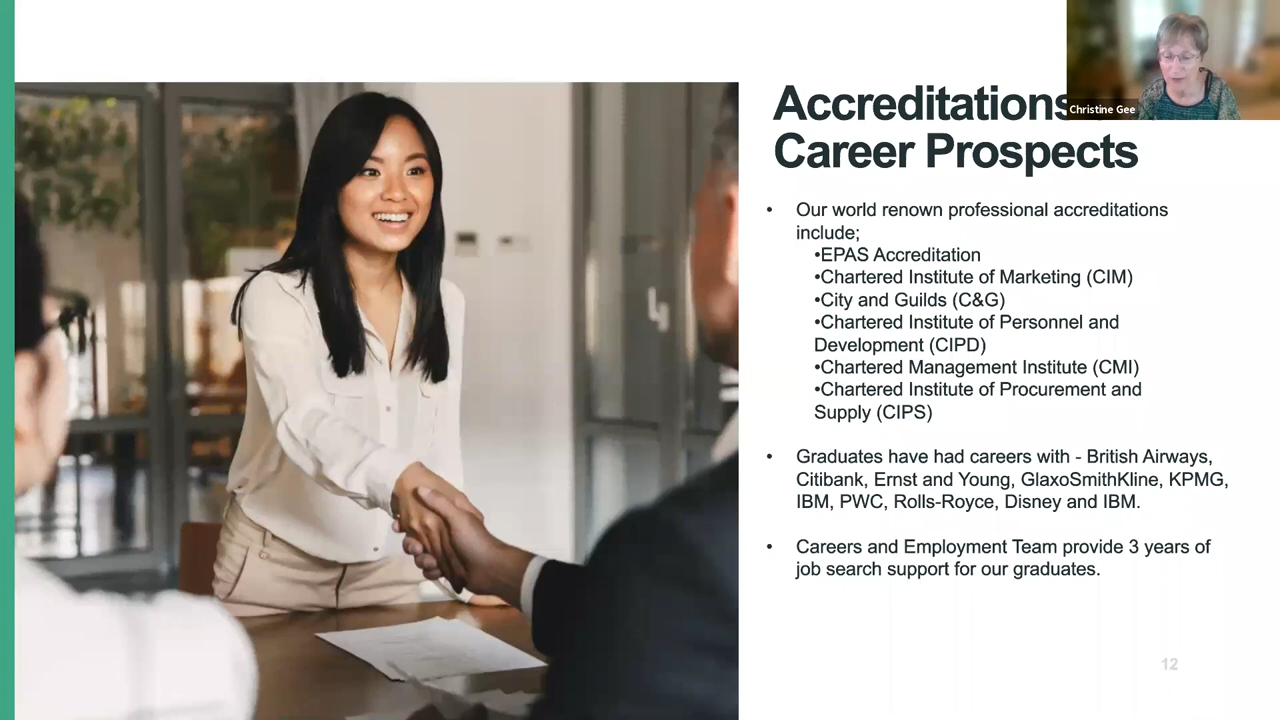 Accreditations
Career Prospects
Christine Gee
• Our world renown professional accreditations
include;
•EPAS Accreditation
•Chartered Institute of Marketing (CIM)
•City and Guilds (C&G)
•Chartered Institute of Personnel and
Development (CIPD)
•Chartered Management Institute (CMI)
•Chartered Institute of Procurement and
Supply (CIPS)
• Graduates have had careers with - British Airways,
Citibank, Ernst and Young, GlaxoSmithKline, KPMG,
IBM, PWC, Rolls-Royce, Disney and IBM.
• Careers and Employment Team provide 3 years of
job search support for our graduates.
12